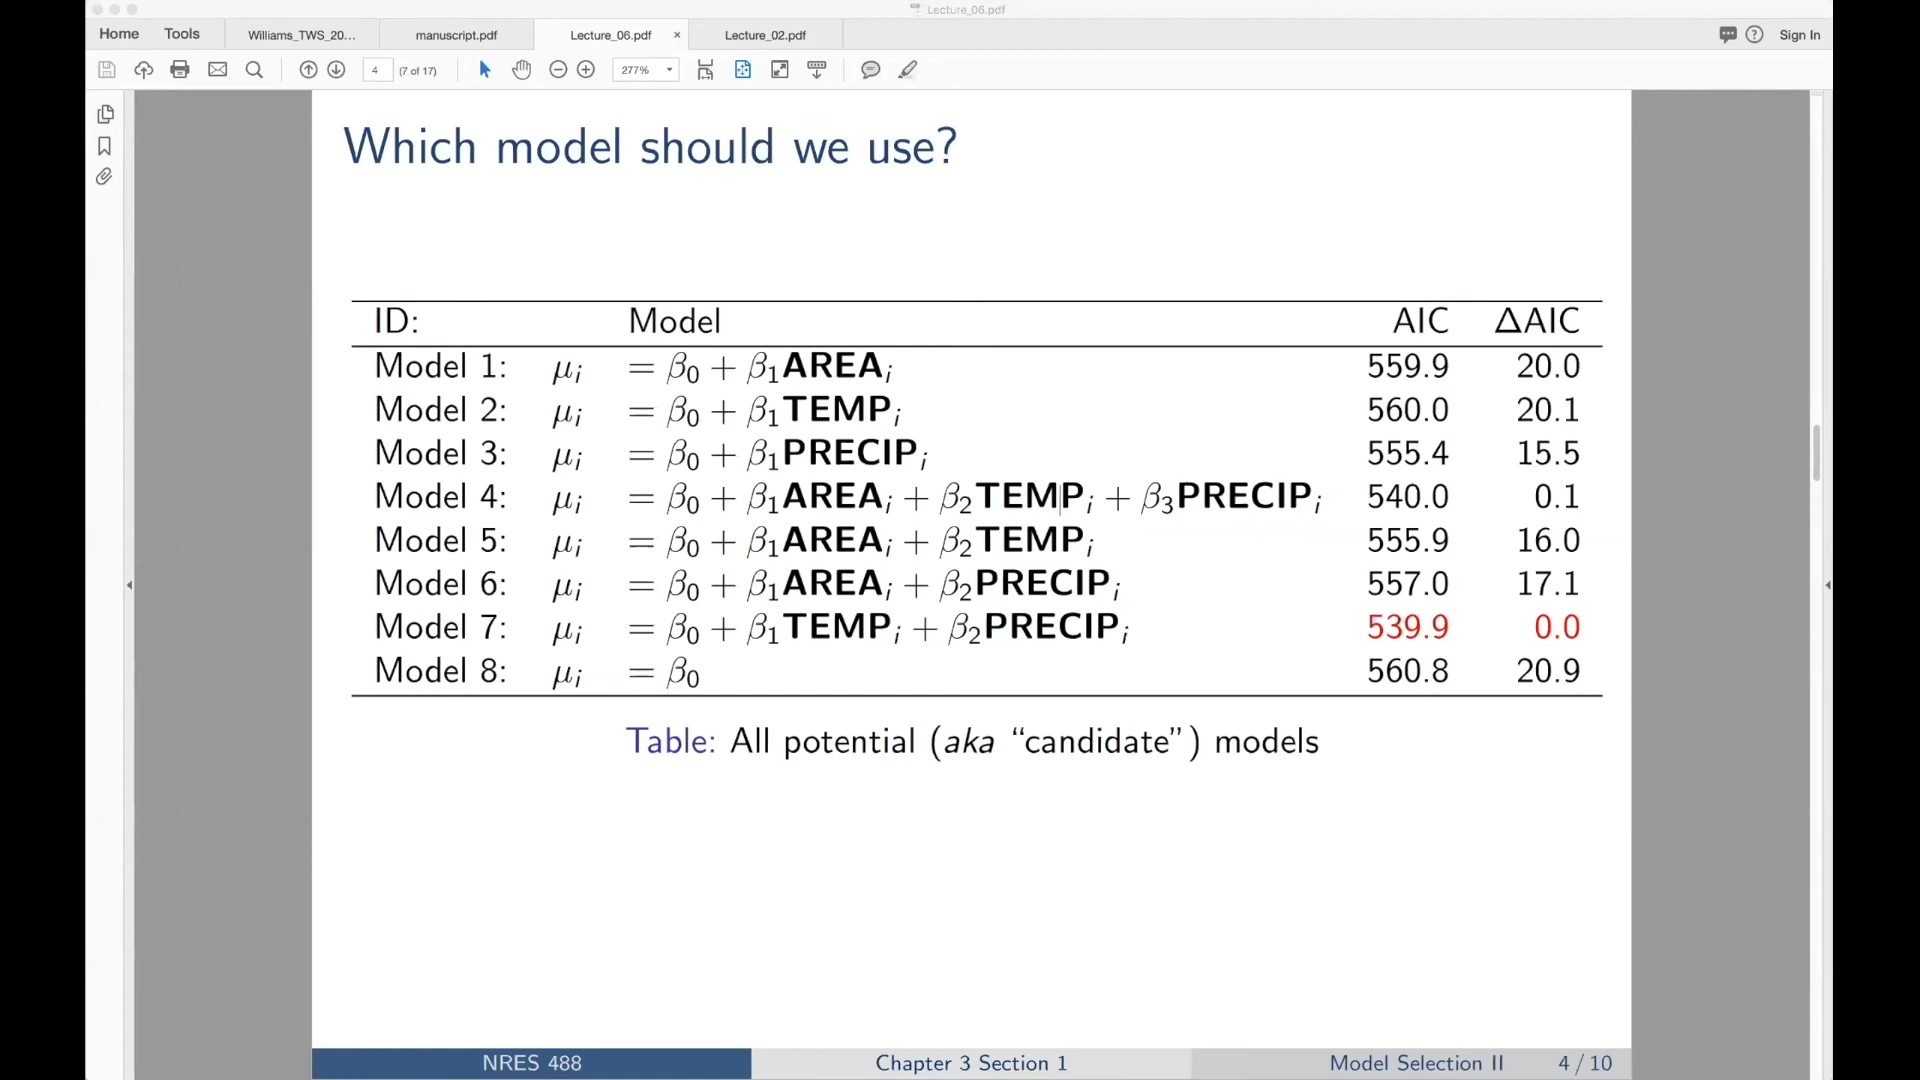 Lecture_06.pdf
Home Tools Williams_TWS_20... manuscript.pdf Lecture_06.pdf × Lecture_02.pdf Sign In
4 (7 of 17) 277%
Which model should we use?
ID: Model AIC ΔAIC
Model 1: μᵢ = β₀ + β₁AREAᵢ 559.9 20.0
Model 2: μᵢ = β₀ + β₁TEMPᵢ 560.0 20.1
Model 3: μᵢ = β₀ + β₁PRECIPᵢ 555.4 15.5
Model 4: μᵢ = β₀ + β₁AREAᵢ + β₂TEMPᵢ + β₃PRECIPᵢ 540.0 0.1
Model 5: μᵢ = β₀ + β₁AREAᵢ + β₂TEMPᵢ 555.9 16.0
Model 6: μᵢ = β₀ + β₁AREAᵢ + β₂PRECIPᵢ 557.0 17.1
Model 7: μᵢ = β₀ + β₁TEMPᵢ + β₂PRECIPᵢ 539.9 0.0
Model 8: μᵢ = β₀ 560.8 20.9
Table: All potential (aka “candidate”) models
NRES 488 Chapter 3 Section 1 Model Selection II 4 / 10